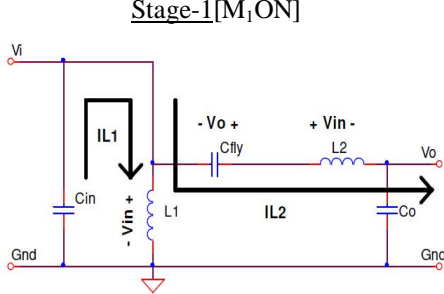 Stage-1[M₁ON]
Vi
IL1
- Vo +
Cfly
+ Vin -
L2
Vo
Cin
- Vin +
L1
IL2
Co
Gnd
Gnd